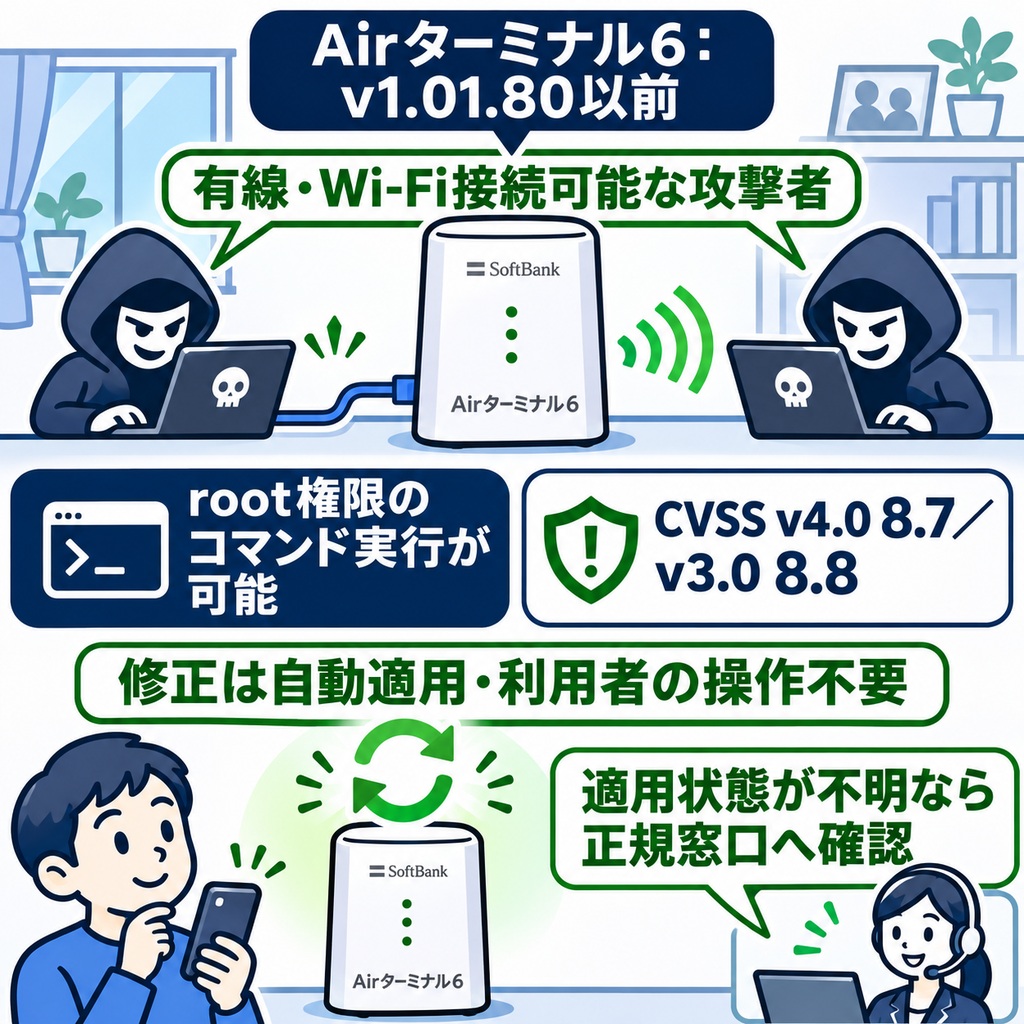 Airターミナル6：
v1.01.80以前
有線・Wi-Fi接続可能な攻撃者
SoftBank
Airターミナル6
root権限の
コマンド実行が
可能
CVSS v4.0 8.7／
v3.0 8.8
修正は自動適用・利用者の操作不要
適用状態が不明なら
正規窓口へ確認
SoftBank
Airターミナル6